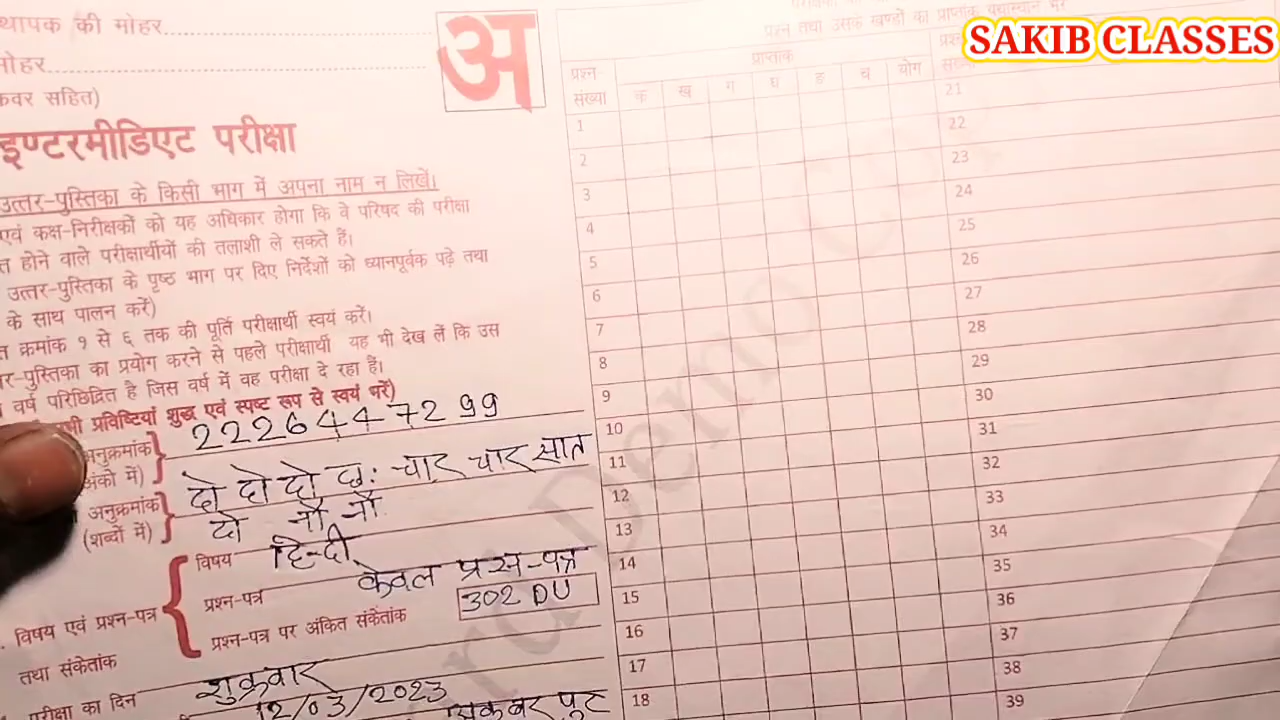 SAKIB CLASSES
थापक की मोहर
मोहर
कवर सहित)
अ
इण्टरमीडिएट परीक्षा
उत्तर-पुस्तिका के किसी भाग में अपना नाम न लिखें।
एवं कक्ष-निरीक्षकों को यह अधिकार होगा कि वे परिषद की परीक्षा
त होने वाले परीक्षार्थीयों की तलाशी ले सकते हैं।
उत्तर-पुस्तिका के पृष्ठ भाग पर दिए निर्देशों को ध्यानपूर्वक पढ़े तथा
के साथ पालन करें)
त क्रमांक १ से ६ तक की पूर्ति परीक्षार्थी स्वयं करें।
र-पुस्तिका का प्रयोग करने से पहले परीक्षार्थी यह भी देख लें कि उस
वर्ष परिछिद्रित है जिस वर्ष में वह परीक्षा दे रहा हैं।
भी प्रविष्टियां शुद्ध एवं स्पष्ट रूप से स्वयं भरें)
अनुक्रमांक
अंको में)
2226447299
अनुक्रमांक
(शब्दों में)
दो दो दो छः चार चार सात
दो नौ नौ
विषय हिन्दी
प्रश्न-पत्र केवल प्रश्न-पत्र
विषय एवं प्रश्न-पत्र
प्रश्न-पत्र पर अंकित संकेतांक 302 DU
तथा संकेतांक
परीक्षा का दिन शुक्रवार
12/03/2023
अकबरपुर
प्रश्न तथा उसके खण्डों का प्राप्तांक यथास्थान भरें
प्रश्न-
संख्या
प्राप्तांक
क ख ग घ ङ च योग
प्रश्न
संख्या
1 21
2 22
3 23
4 24
5 25
6 26
7 27
8 28
9 29
10 30
11 31
12 32
13 33
14 34
15 35
16 36
17 37
18 38
39
Demo